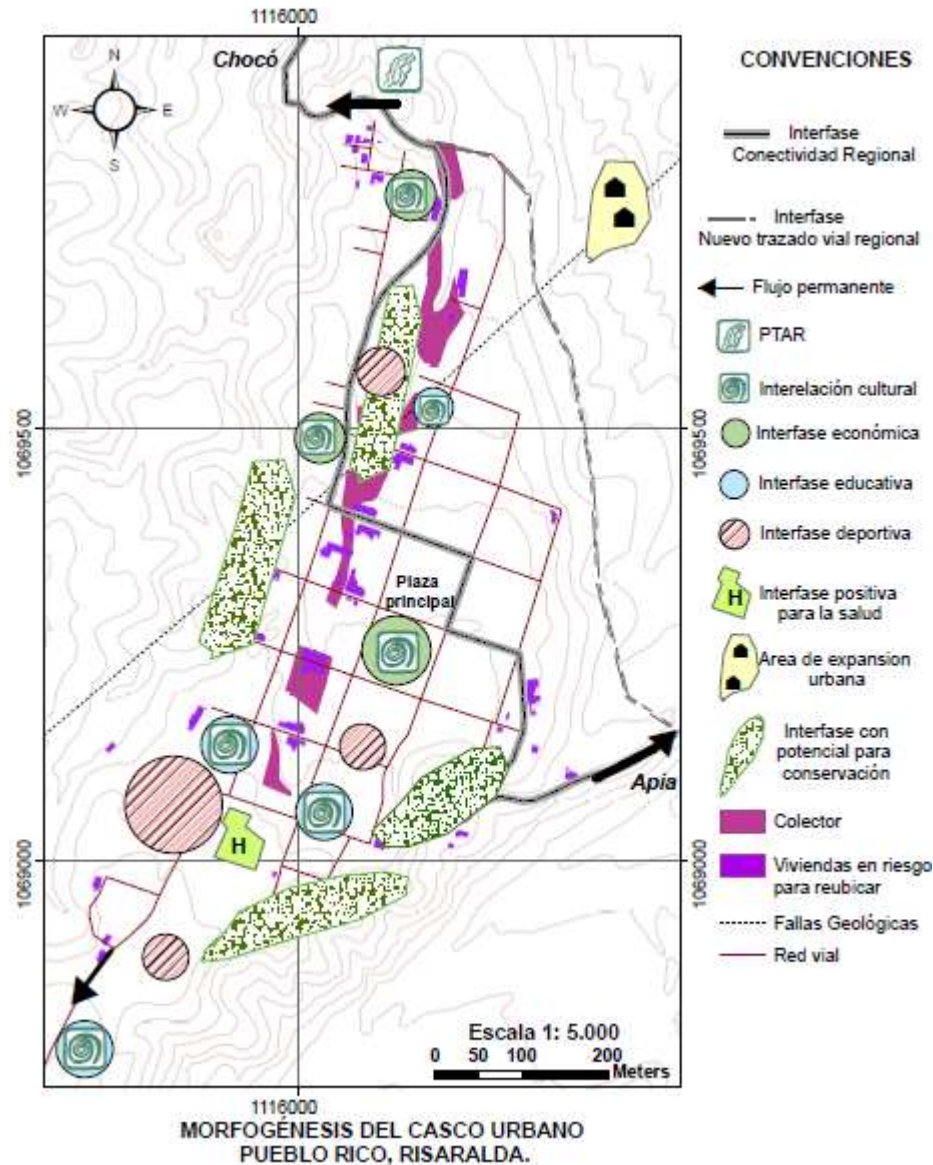 1116000
Chocó
N
W
E
S
1069500
1069500
Plaza
principal
Apia
H
1069000
1069000
Escala 1: 5.000
0 50 100 200
Meters
1116000
MORFOGÉNESIS DEL CASCO URBANO
PUEBLO RICO, RISARALDA.
CONVENCIONES
Interfase
Conectividad Regional
Interfase
Nuevo trazado vial regional
Flujo permanente
PTAR
Interelación cultural
Interfase económica
Interfase educativa
Interfase deportiva
H
Interfase positiva
para la salud
Area de expansion
urbana
Interfase con
potencial para
conservación
Colector
Viviendas en riesgo
para reubicar
Fallas Geológicas
Red vial